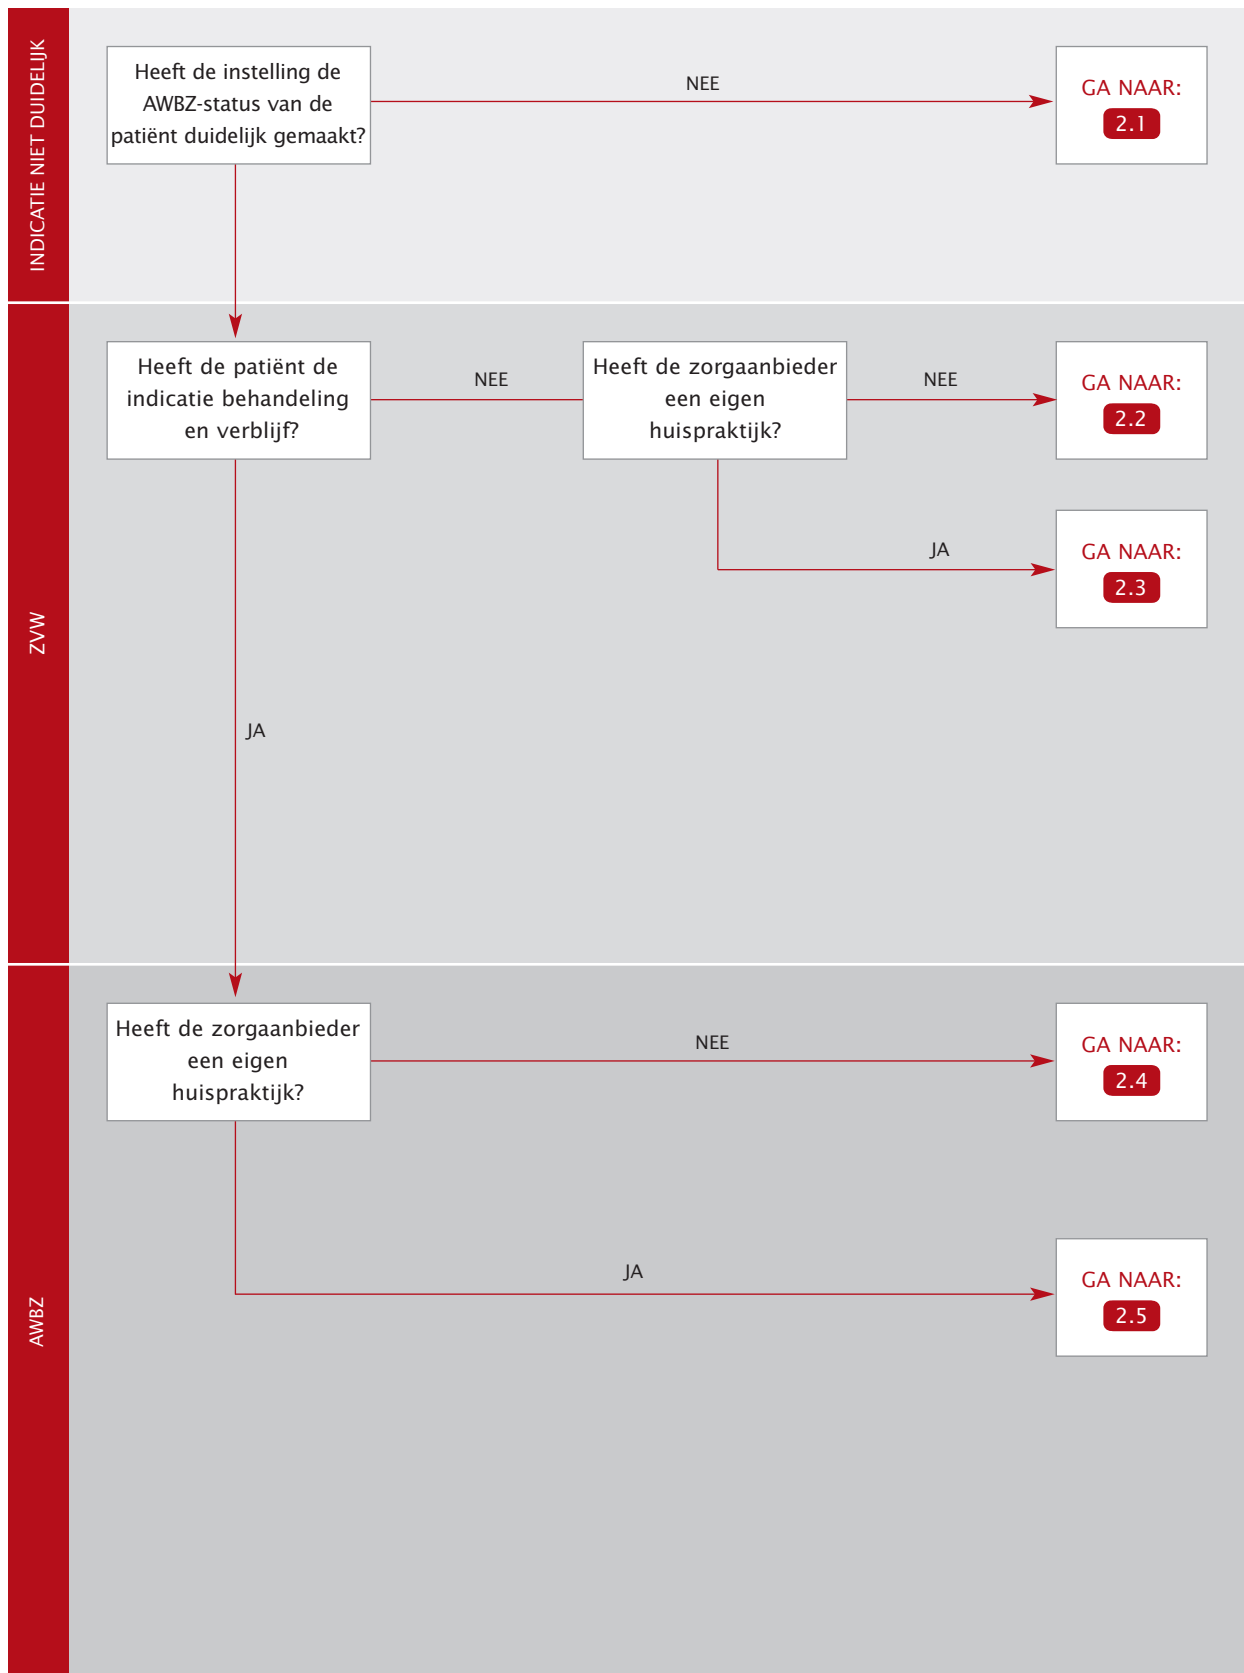 INDICATIE NIET DUIDELIJK
Heeft de instelling de
AWBZ-status van de
patiënt duidelijk gemaakt?
NEE
GA NAAR:
2.1
ZVW
Heeft de patiënt de
indicatie behandeling
en verblijf?
NEE
Heeft de zorgaanbieder
een eigen
huispraktijk?
NEE
GA NAAR:
2.2
JA
GA NAAR:
2.3
JA
AWBZ
Heeft de zorgaanbieder
een eigen
huispraktijk?
NEE
GA NAAR:
2.4
JA
GA NAAR:
2.5